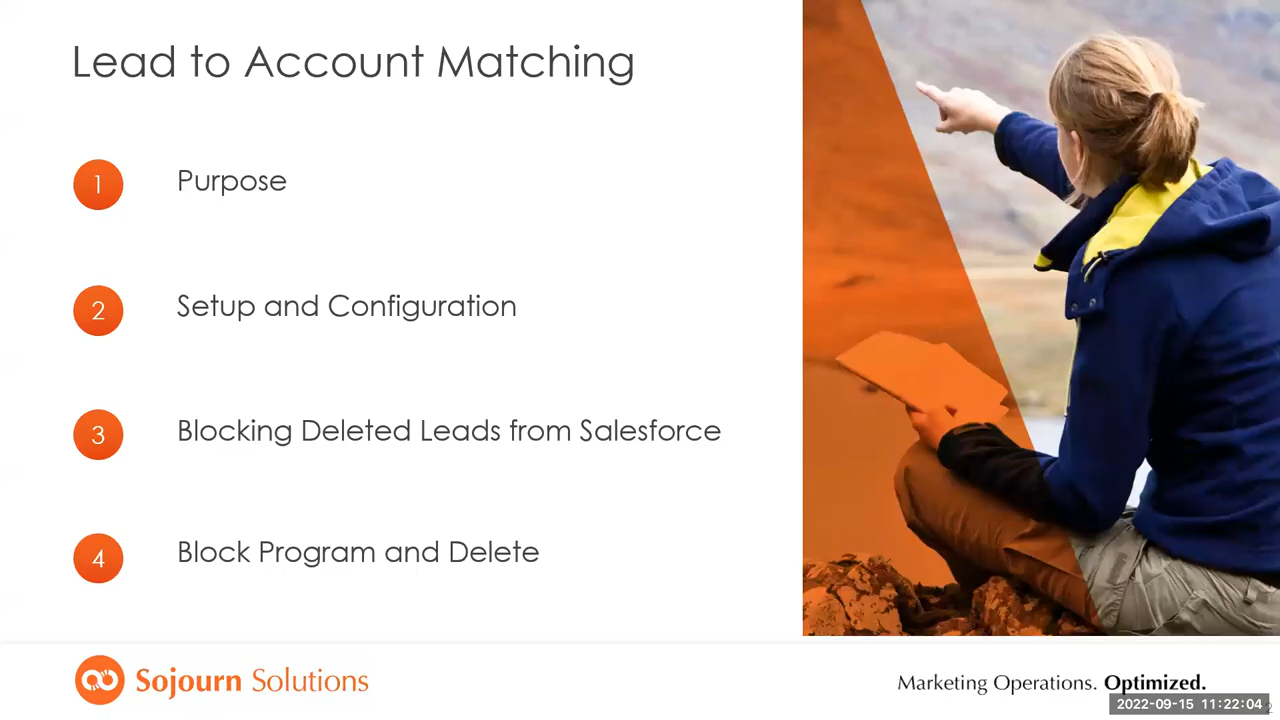 Lead to Account Matching
1 Purpose
2 Setup and Configuration
3 Blocking Deleted Leads from Salesforce
4 Block Program and Delete
Sojourn Solutions
Marketing Operations. Optimized.
2022-09-15 11:22:04
2